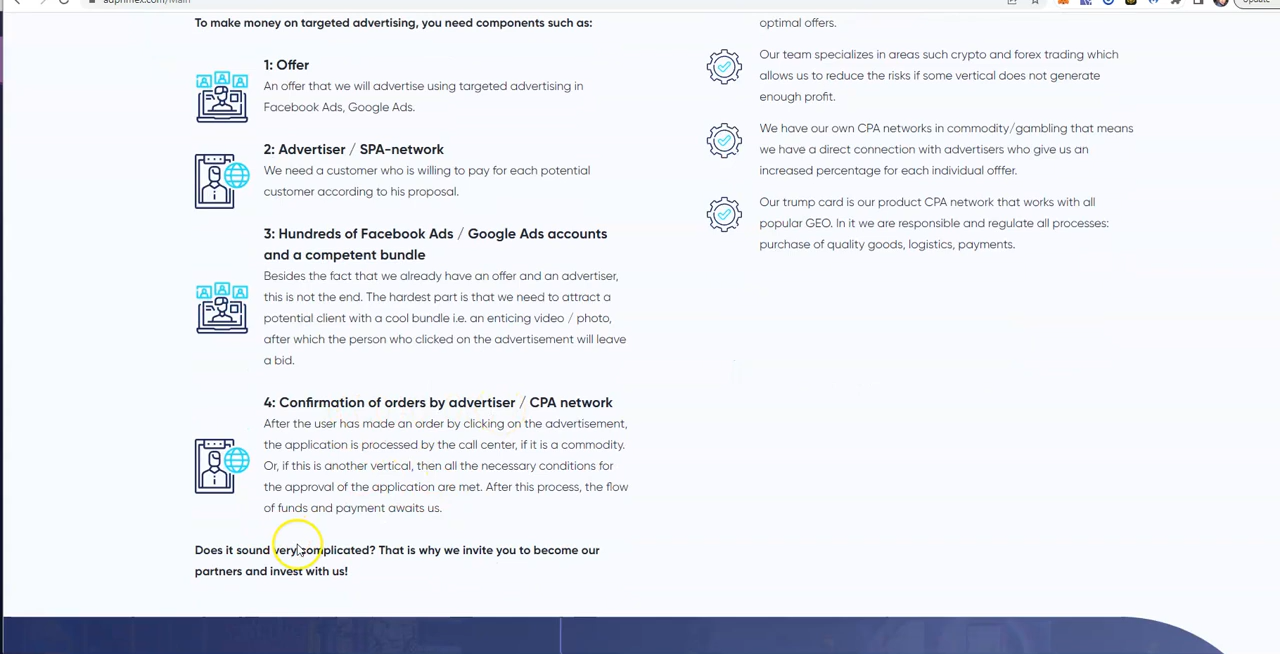 adprimex.com/Main
Update
To make money on targeted advertising, you need components such as:
1: Offer
An offer that we will advertise using targeted advertising in
Facebook Ads, Google Ads.
2: Advertiser / SPA-network
We need a customer who is willing to pay for each potential
customer according to his proposal.
3: Hundreds of Facebook Ads / Google Ads accounts
and a competent bundle
Besides the fact that we already have an offer and an advertiser,
this is not the end. The hardest part is that we need to attract a
potential client with a cool bundle i.e. an enticing video / photo,
after which the person who clicked on the advertisement will leave
a bid.
4: Confirmation of orders by advertiser / CPA network
After the user has made an order by clicking on the advertisement,
the application is processed by the call center, if it is a commodity.
Or, if this is another vertical, then all the necessary conditions for
the approval of the application are met. After this process, the flow
of funds and payment awaits us.
Does it sound very complicated? That is why we invite you to become our
partners and invest with us!
optimal offers.
Our team specializes in areas such crypto and forex trading which
allows us to reduce the risks if some vertical does not generate
enough profit.
We have our own CPA networks in commodity/gambling that means
we have a direct connection with advertisers who give us an
increased percentage for each individual offfer.
Our trump card is our product CPA network that works with all
popular GEO. In it we are responsible and regulate all processes:
purchase of quality goods, logistics, payments.